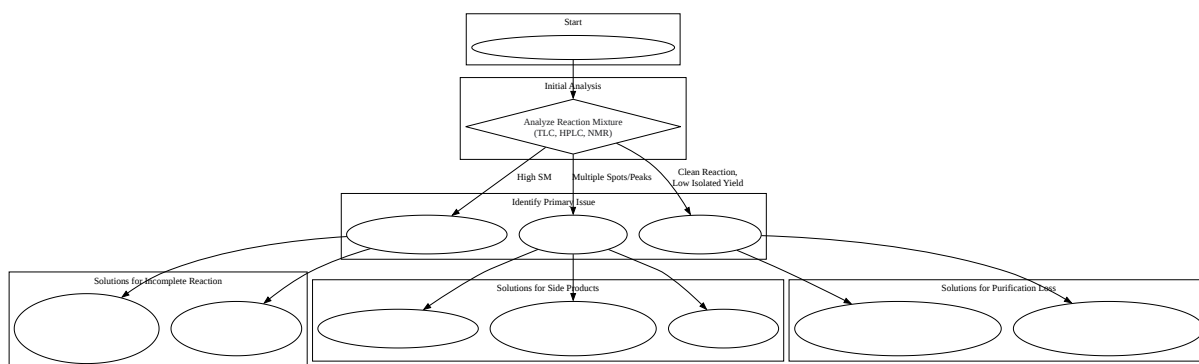 Start
Initial Analysis
Analyze Reaction Mixture
(TLC, HPLC, NMR)
High SM
Multiple Spots/Peaks
Clean Reaction,
Low Isolated Yield
Identify Primary Issue
Solutions for Incomplete Reaction
Solutions for Side Products
Solutions for Purification Loss